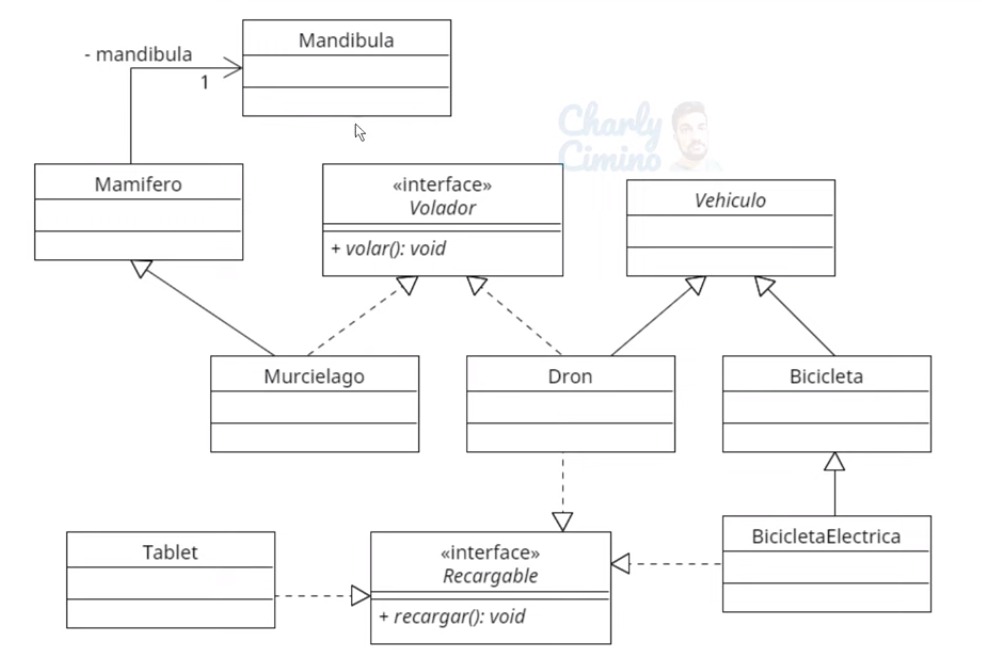 Mandibula
- mandibula
1
Charly
Cimino
Mamifero
«interface»
Volador
+ volar(): void
Vehiculo
Murcielago
Dron
Bicicleta
Tablet
«interface»
Recargable
+ recargar(): void
BicicletaElectrica